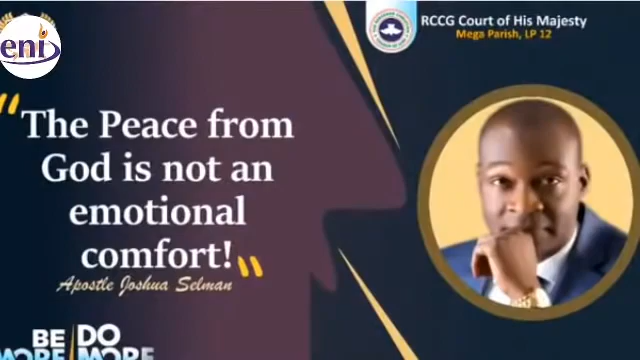 eni
RCCG Court of His Majesty
Mega Parish, LP 12
"The Peace from
God is not an
emotional
comfort!"
Apostle Joshua Selman
BE DO
MORE MORE